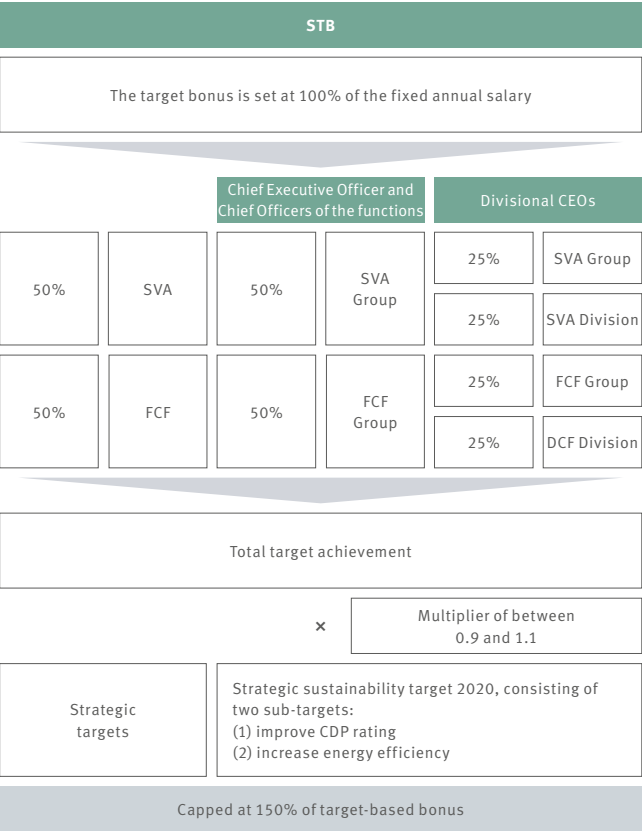 STB
The target bonus is set at 100% of the fixed annual salary
Chief Executive Officer and
Chief Officers of the functions
Divisional CEOs
50%
SVA
50%
SVA
Group
25%
SVA Group
25%
SVA Division
50%
FCF
50%
FCF
Group
25%
FCF Group
25%
DCF Division
Total target achievement
×
Multiplier of between
0.9 and 1.1
Strategic
targets
Strategic sustainability target 2020, consisting of
two sub-targets:
(1) improve CDP rating
(2) increase energy efficiency
Capped at 150% of target-based bonus